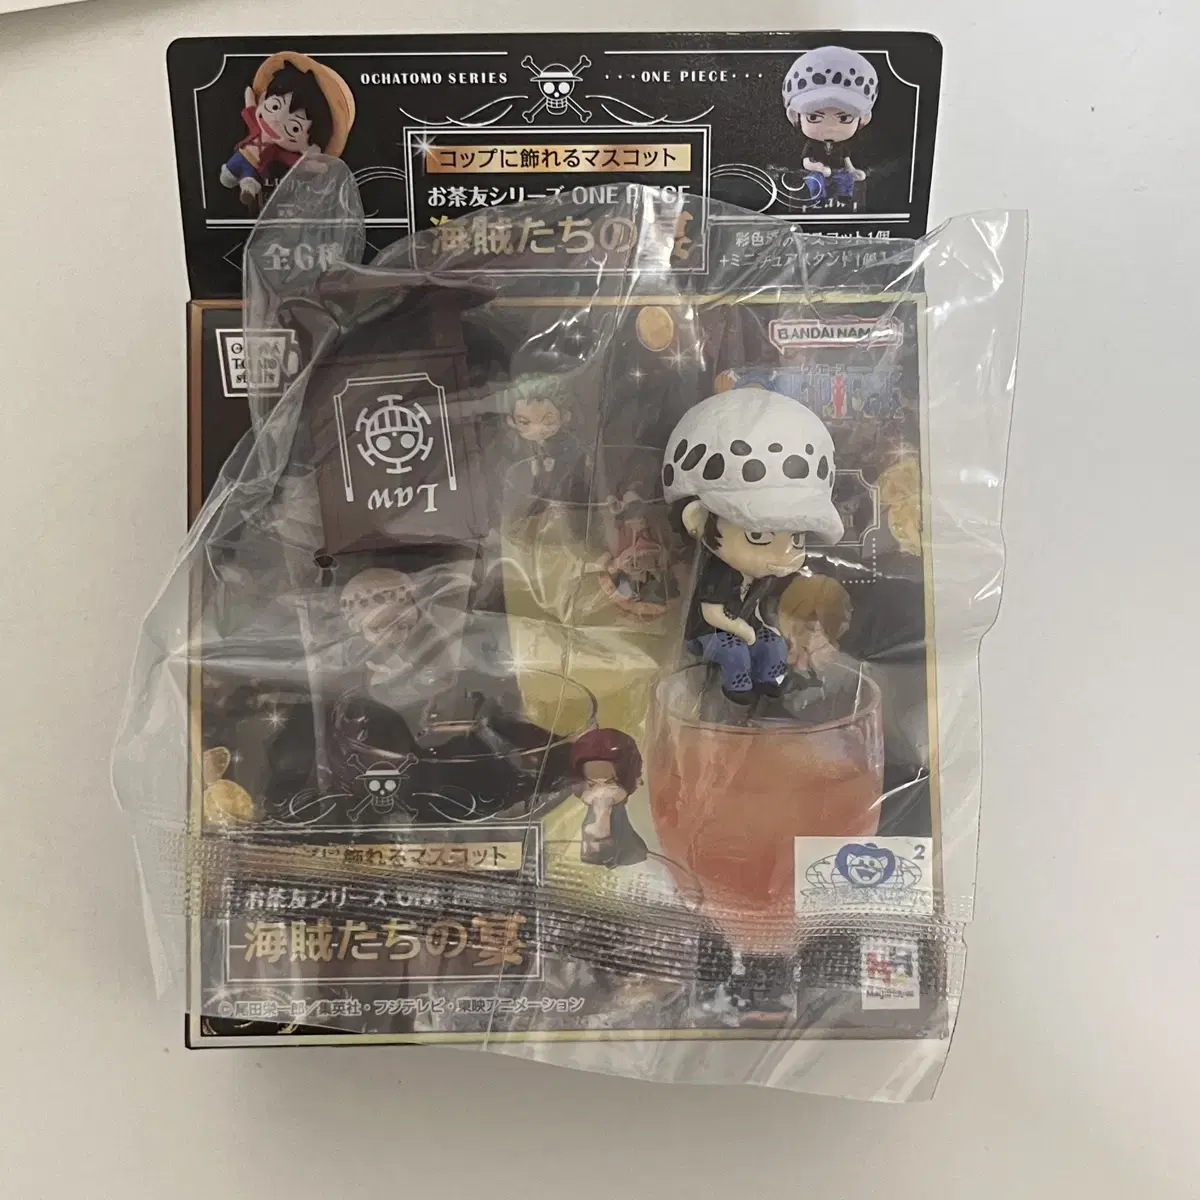 OCHATOMO SERIES
ONE PIECE
コップに飾れるマスコット
お茶友シリーズ ONE PIECE
海賊たちの宴
全6種
BANDAI NAM
Law
飾れるマスコット
お茶友シリーズ
海賊たちの宴
2
© 尾田栄一郎/集英社・フジテレビ・東映アニメーション